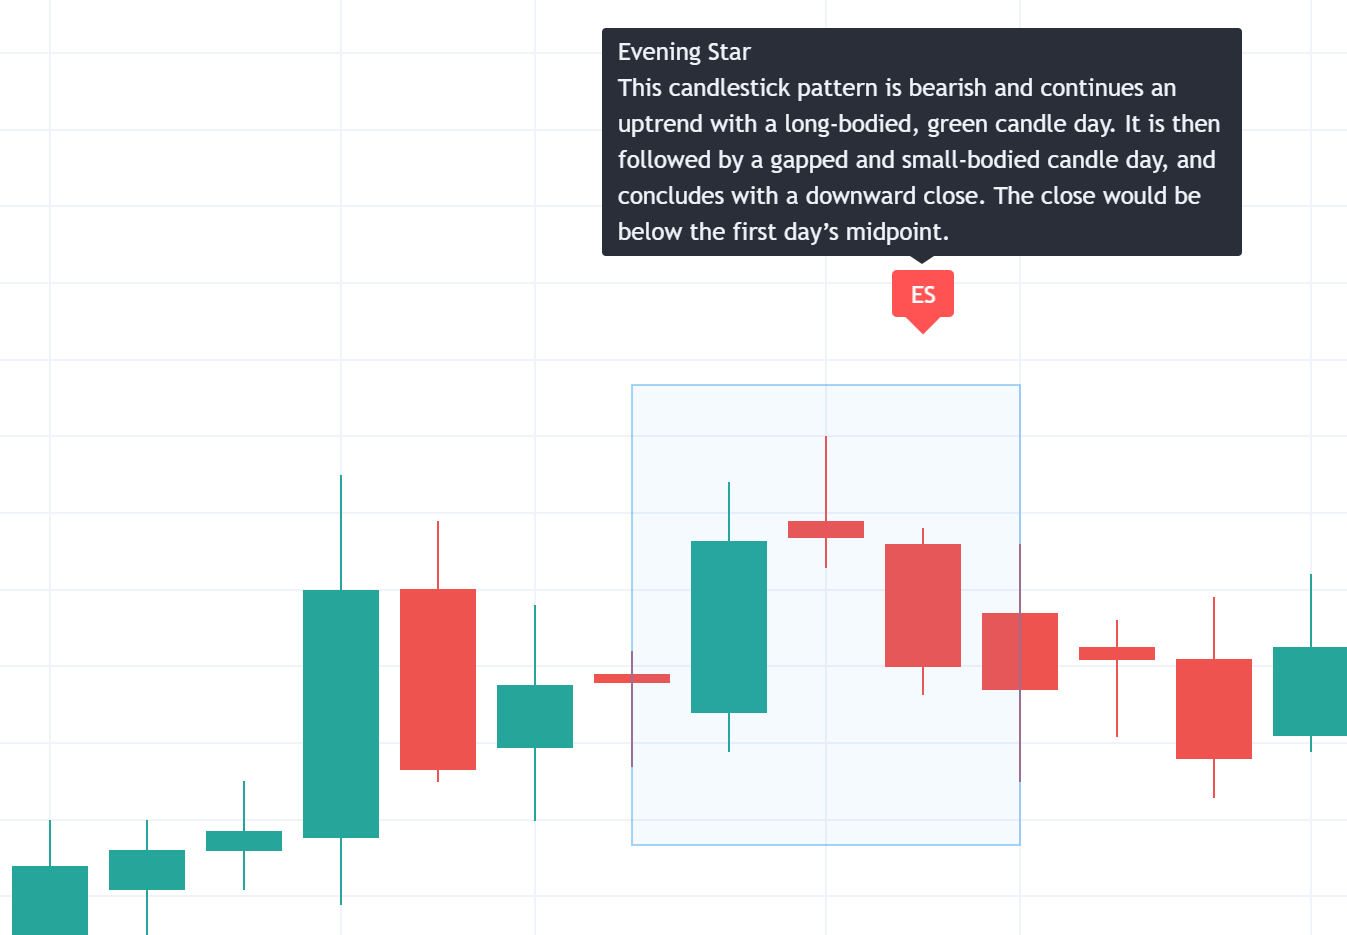 Evening Star
This candlestick pattern is bearish and continues an
uptrend with a long-bodied, green candle day. It is then
followed by a gapped and small-bodied candle day, and
concludes with a downward close. The close would be
below the first day’s midpoint.
ES